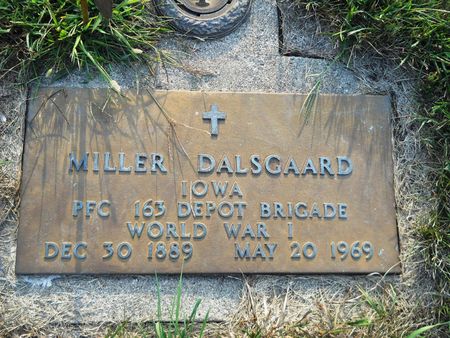 MILLER DALSGAARD
IOWA
PFC 163 DEPOT BRIGADE
WORLD WAR I
DEC 30 1889 MAY 20 1969